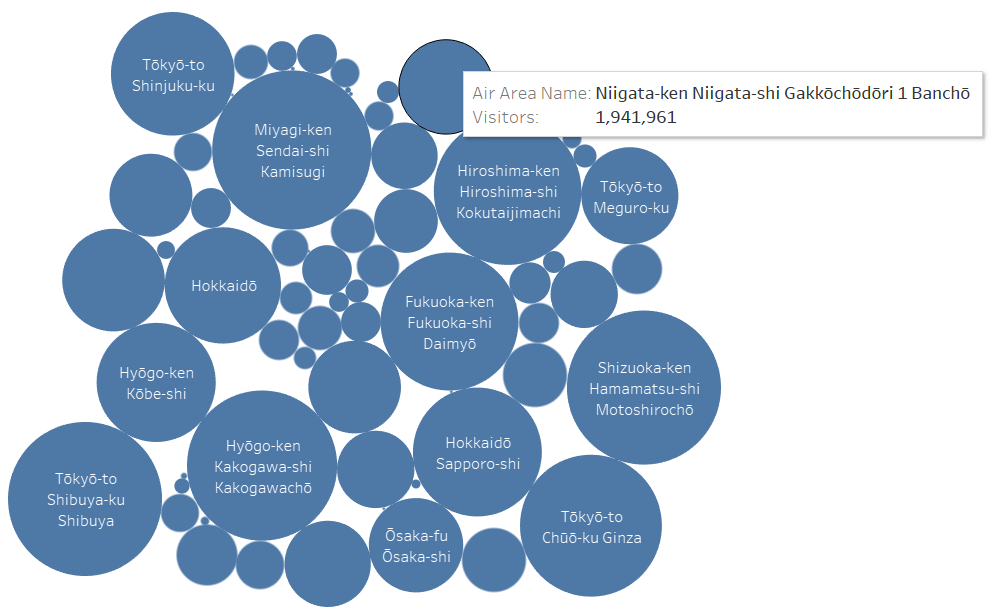 Tōkyō-to
Shinjuku-ku
Air Area Name: Niigata-ken Niigata-shi Gakkōchōdōri 1 Banchō
Visitors: 1,941,961
Miyagi-ken
Sendai-shi
Kamisugi
Hiroshima-ken
Hiroshima-shi
Kokutaijimachi
Tōkyō-to
Meguro-ku
Hokkaidō
Fukuoka-ken
Fukuoka-shi
Daimyō
Hyōgo-ken
Kōbe-shi
Shizuoka-ken
Hamamatsu-shi
Motoshirochō
Hyōgo-ken
Kakogawa-shi
Kakogawachō
Hokkaidō
Sapporo-shi
Tōkyō-to
Shibuya-ku
Shibuya
Ōsaka-fu
Ōsaka-shi
Tōkyō-to
Chūō-ku Ginza